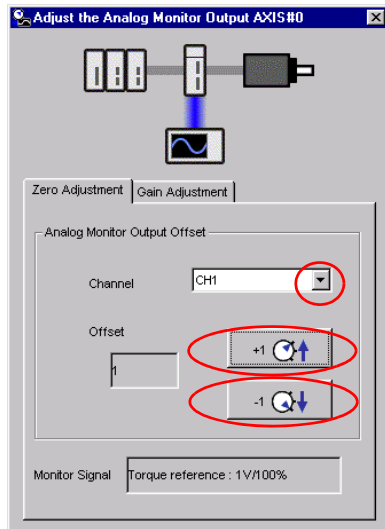 Adjust the Analog Monitor Output AXIS#0
Zero Adjustment
Gain Adjustment
Analog Monitor Output Offset
Channel
CH1
Offset
1
+1
-1
Monitor Signal
Torque reference : 1V/100%